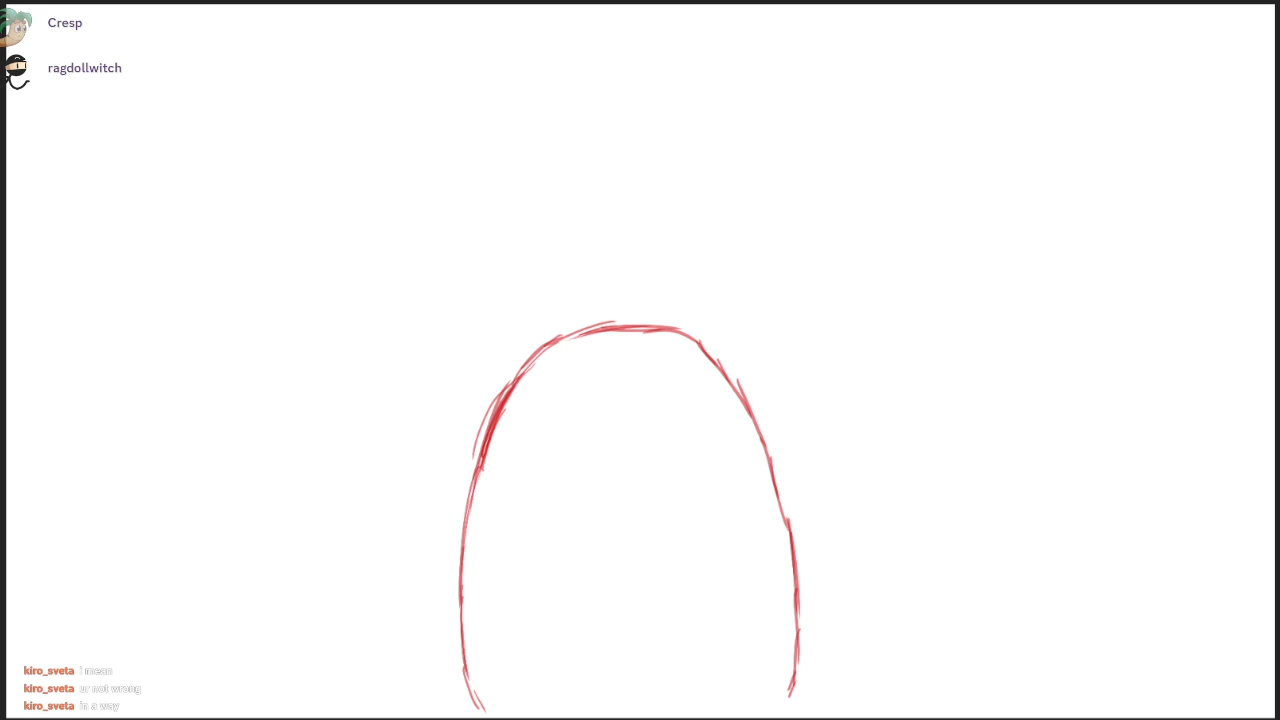 Cresp
ragdollwitch
kiro_sveta i mean
kiro_sveta ur not wrong
kiro_sveta in a way